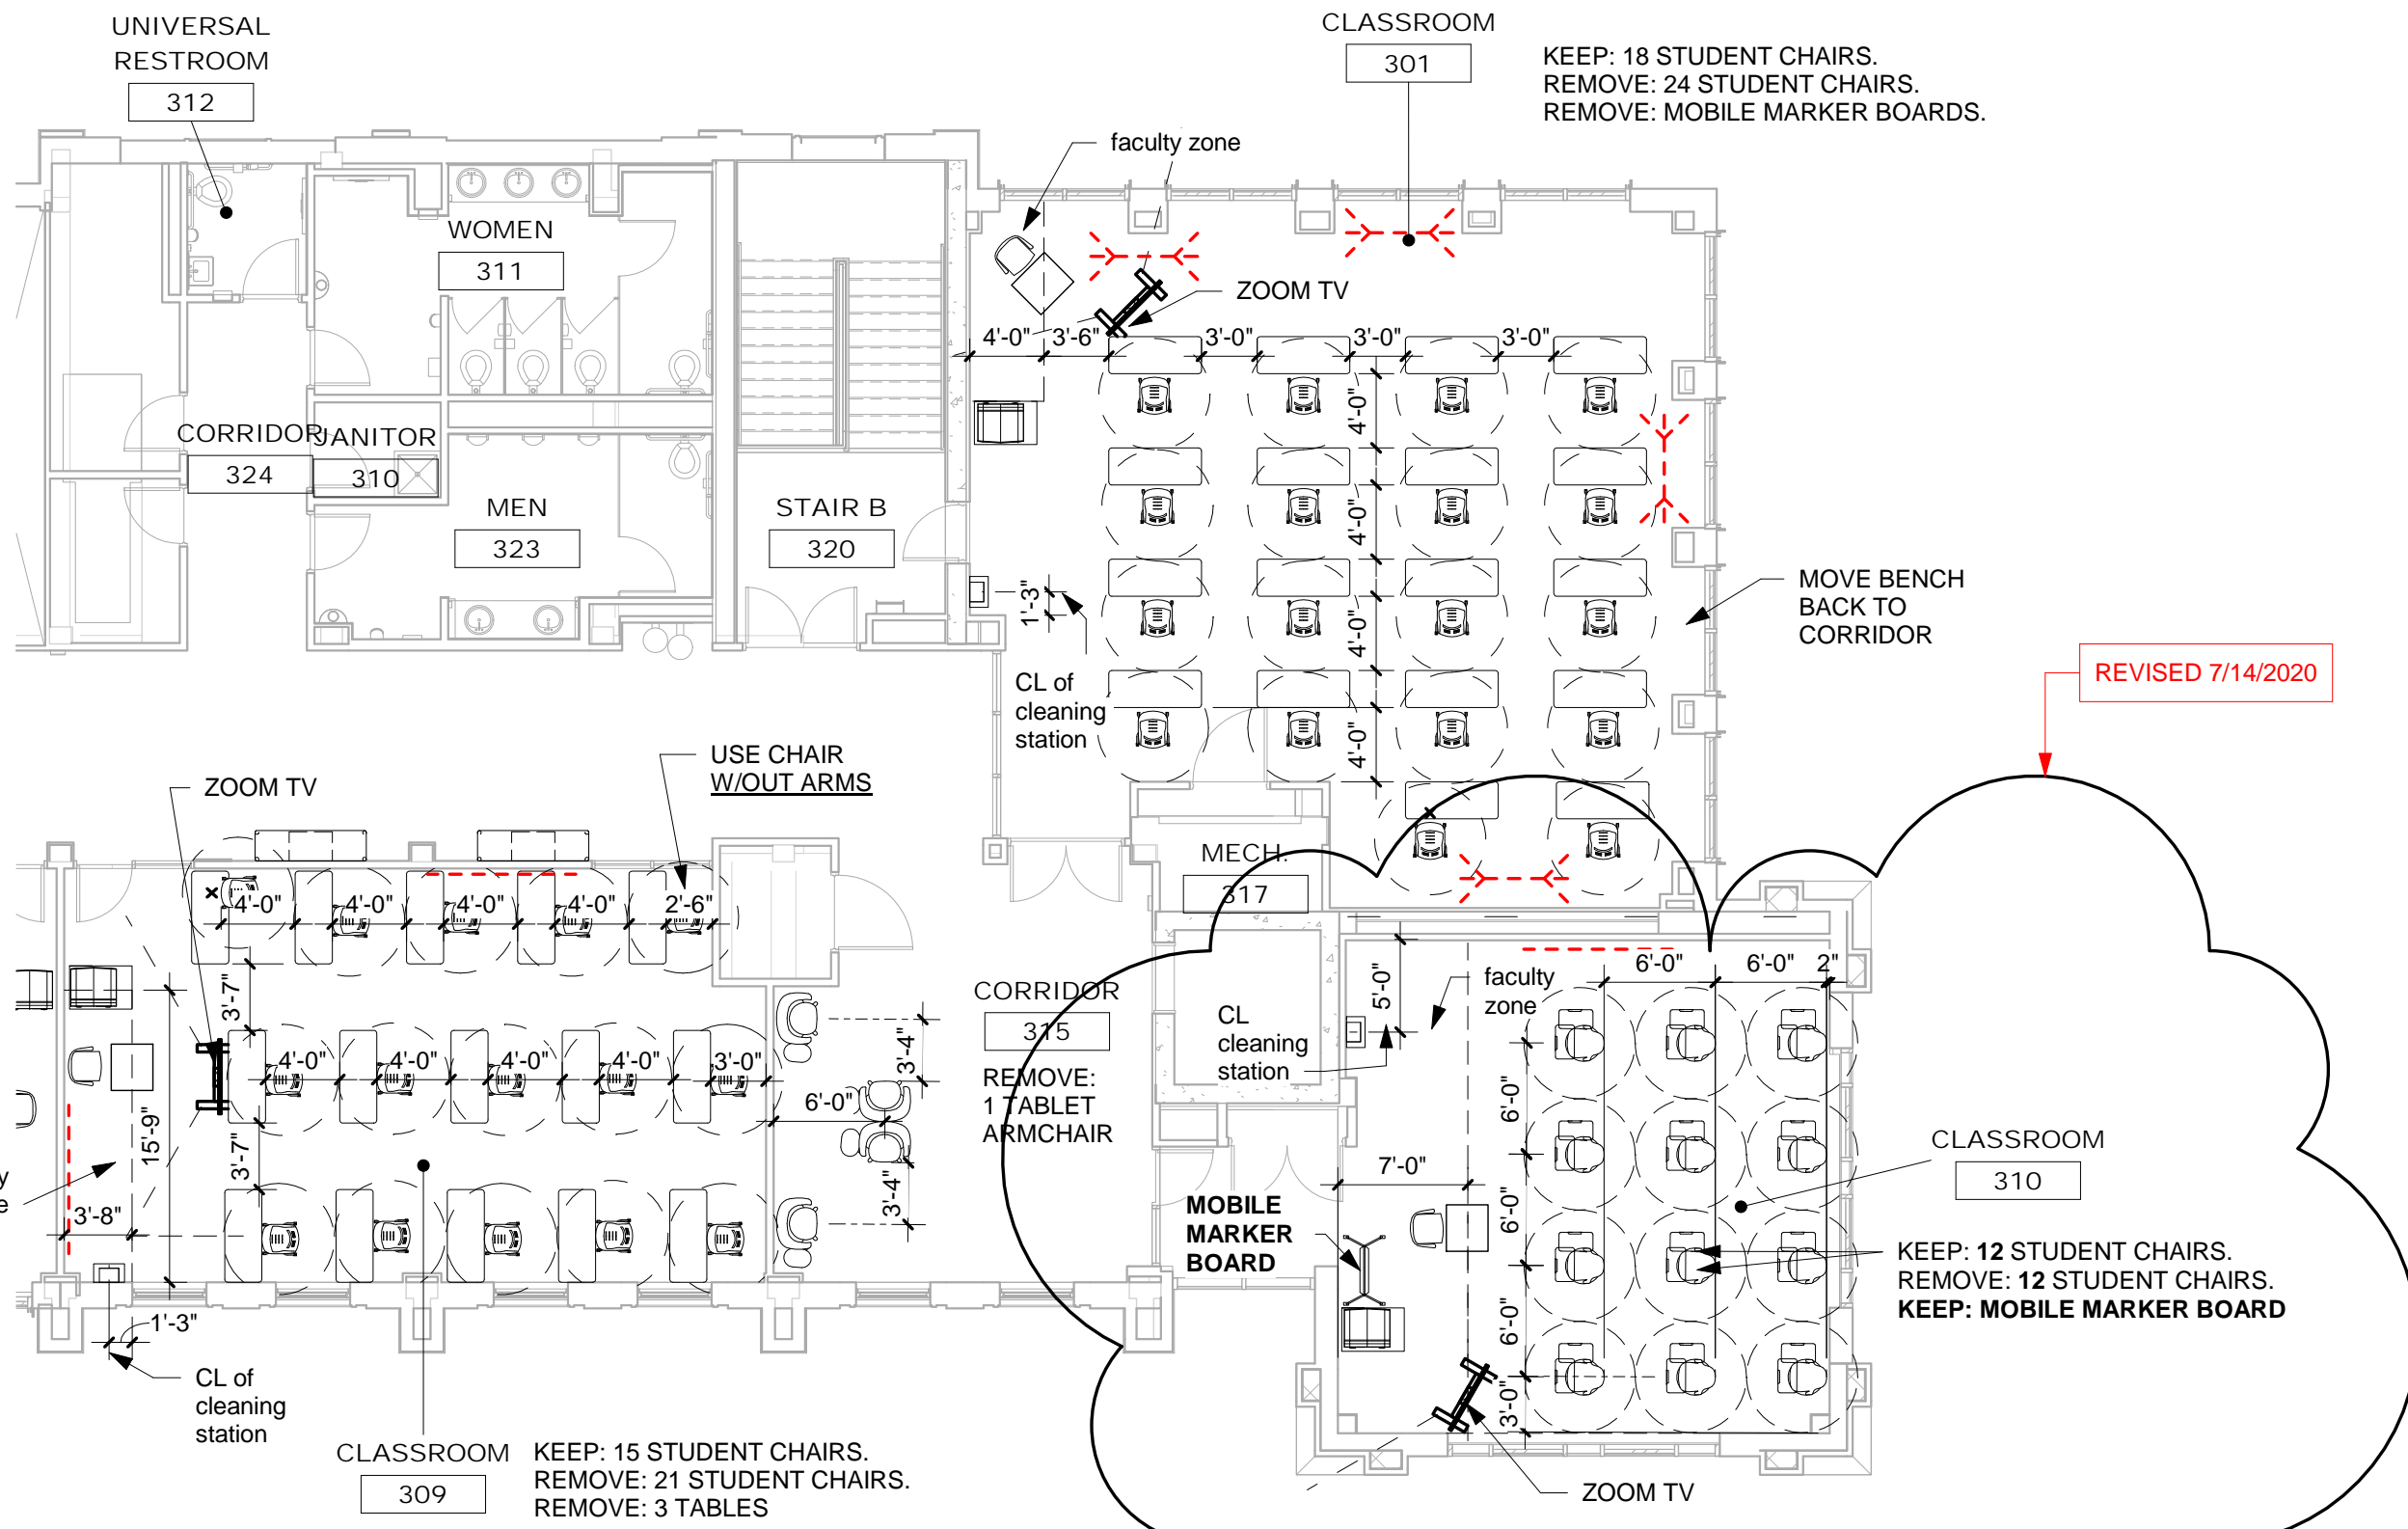 UNIVERSAL
RESTROOM
312
CLASSROOM
301
KEEP: 18 STUDENT CHAIRS.
REMOVE: 24 STUDENT CHAIRS.
REMOVE: MOBILE MARKER BOARDS.
faculty zone
WOMEN
311
ZOOM TV
4'-0"
3'-6"
3'-0"
3'-0"
3'-0"
4'-0"
4'-0"
4'-0"
4'-0"
CORRIDOR
324
JANITOR
310
MEN
323
STAIR B
320
1'-3"
CL of
cleaning
station
MOVE BENCH
BACK TO
CORRIDOR
REVISED 7/14/2020
USE CHAIR
W/OUT ARMS
ZOOM TV
MECH.
317
4'-0"
4'-0"
4'-0"
4'-0"
2'-6"
3'-7"
4'-0"
4'-0"
4'-0"
4'-0"
3'-0"
3'-7"
15'-9"
3'-8"
1'-3"
6'-0"
3'-4"
3'-4"
CORRIDOR
315
REMOVE:
1 TABLET
ARMCHAIR
CL
cleaning
station
5'-0"
faculty
zone
6'-0"
6'-0"
2"
6'-0"
6'-0"
6'-0"
3'-0"
7'-0"
MOBILE
MARKER
BOARD
CLASSROOM
310
KEEP: 12 STUDENT CHAIRS.
REMOVE: 12 STUDENT CHAIRS.
KEEP: MOBILE MARKER BOARD
ZOOM TV
CL of
cleaning
station
CLASSROOM
309
KEEP: 15 STUDENT CHAIRS.
REMOVE: 21 STUDENT CHAIRS.
REMOVE: 3 TABLES